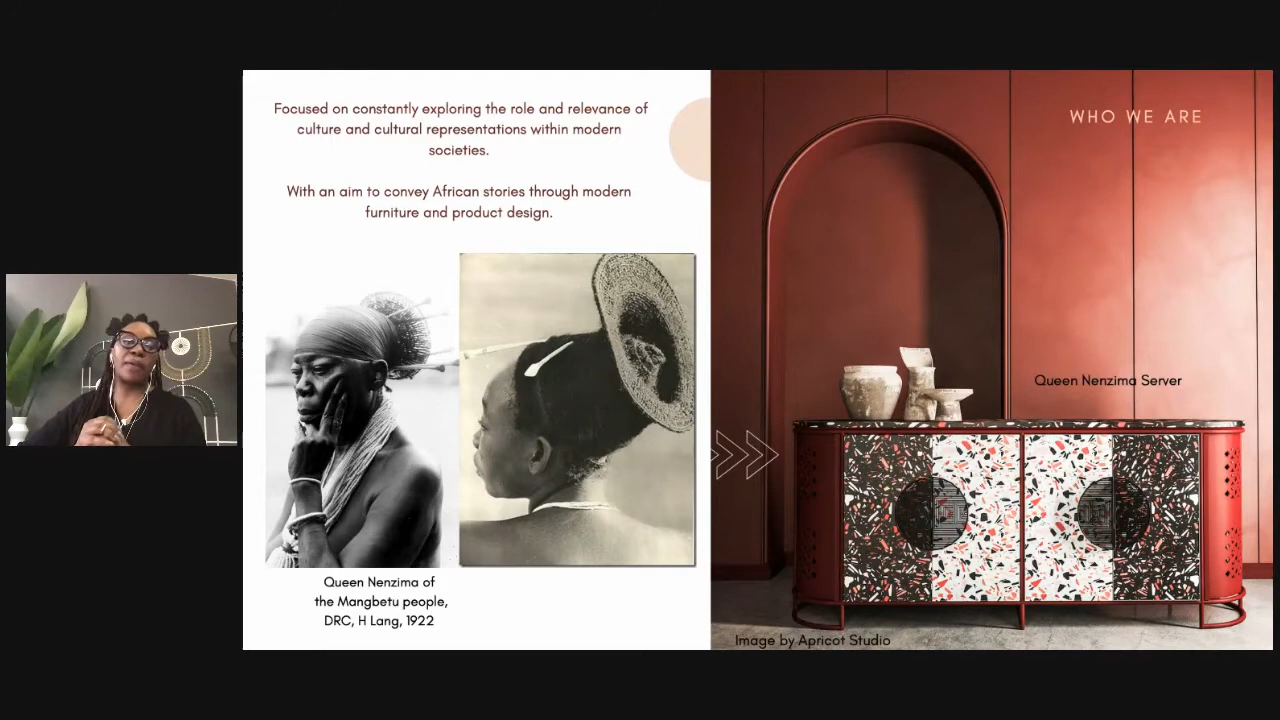 Focused on constantly exploring the role and relevance of
culture and cultural representations within modern
societies.
With an aim to convey African stories through modern
furniture and product design.
Queen Nenzima of
the Mangbetu people,
DRC, H Lang, 1922
WHO WE ARE
Queen Nenzima Server
Image by Apricot Studio